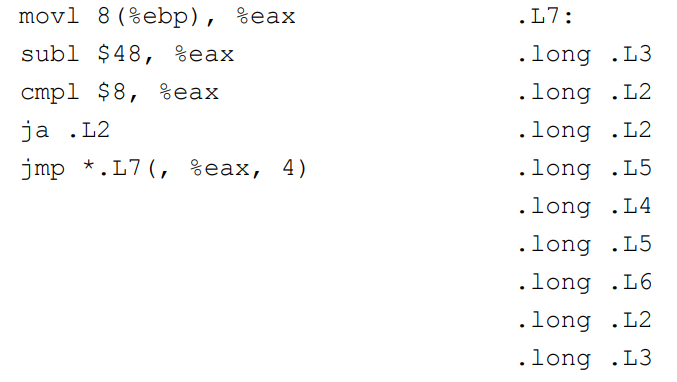 movl 8(%ebp), %eax
subl $48, %eax
cmpl $8, %eax
ja .L2
jmp *.L7(, %eax, 4)
.L7:
.long .L3
.long .L2
.long .L2
.long .L5
.long .L4
.long .L5
.long .L6
.long .L2
.long .L3